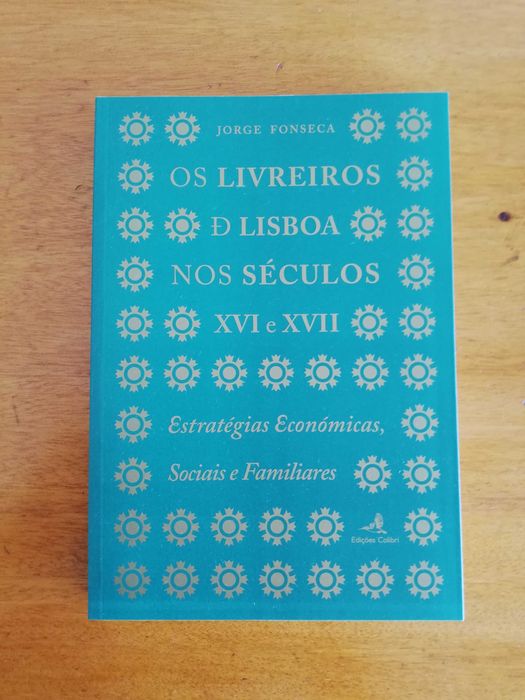 JORGE FONSECA
OS LIVREIROS
Đ LISBOA
NOS SÉCULOS
XVI e XVII
Estratégias Económicas,
Sociais e Familiares
Edições Colibri